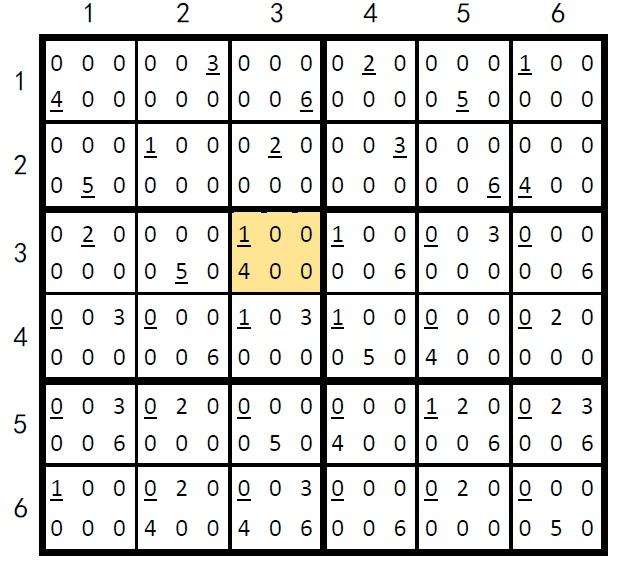 1 2 3 4 5 6
1
0 0 0 0 0 3 0 0 0 0 2 0 0 0 0 1 0 0
4 0 0 0 0 0 0 0 6 0 0 0 0 5 0 0 0 0
2
0 0 0 1 0 0 0 2 0 0 0 3 0 0 0 0 0 0
0 5 0 0 0 0 0 0 0 0 0 0 0 0 6 4 0 0
3
0 2 0 0 0 0 1 0 0 1 0 0 0 0 3 0 0 0
0 0 0 0 5 0 4 0 0 0 0 6 0 0 0 0 0 6
4
0 0 3 0 0 0 1 0 3 1 0 0 0 0 0 0 2 0
0 0 0 0 0 6 0 0 0 0 5 0 4 0 0 0 0 0
5
0 0 3 0 2 0 0 0 0 0 0 0 1 2 0 0 2 3
0 0 6 0 0 0 0 5 0 4 0 0 0 0 6 0 0 6
6
1 0 0 0 2 0 0 0 3 0 0 0 0 2 0 0 0 0
0 0 0 4 0 0 4 0 6 0 0 6 0 0 0 0 5 0